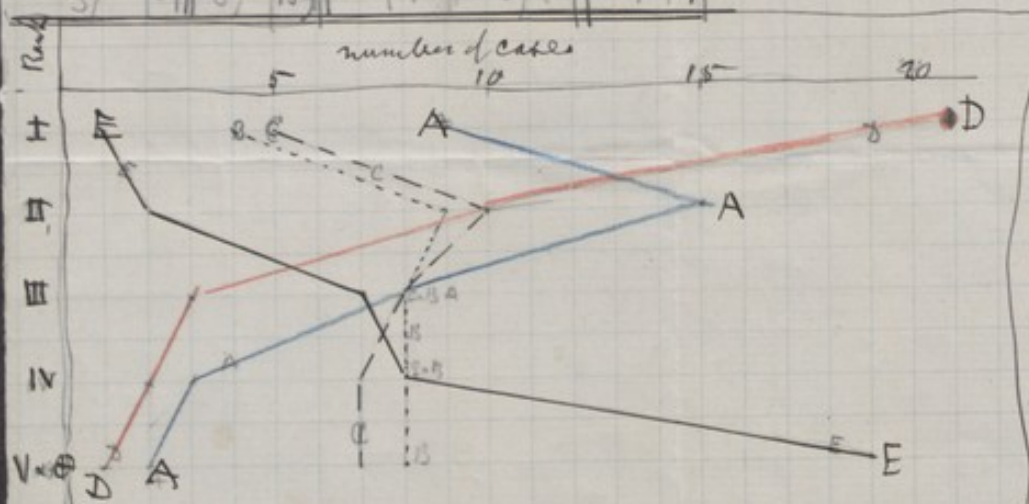 Rank
number of cases
5 10 15 20
I E B C A D D
E C
II A
III C B A
B
IV A E B
C
V D B E E
D A